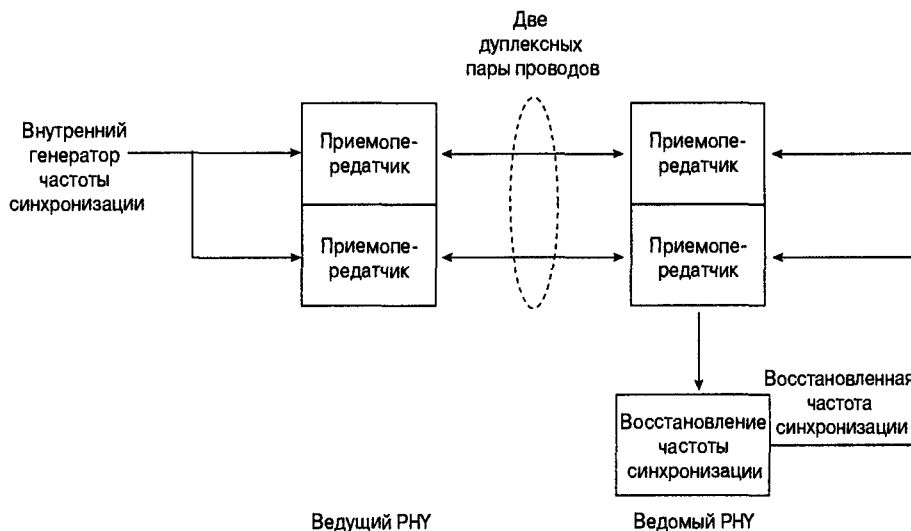 Две
дуплексных
пары проводов
Внутренний
генератор
частоты
синхронизации
Приемопе-
редатчик
Приемопе-
редатчик
Приемопе-
редатчик
Приемопе-
редатчик
Восстановление
частоты
синхронизации
Восстановленная
частота
синхронизации
Ведущий PHY
Ведомый PHY